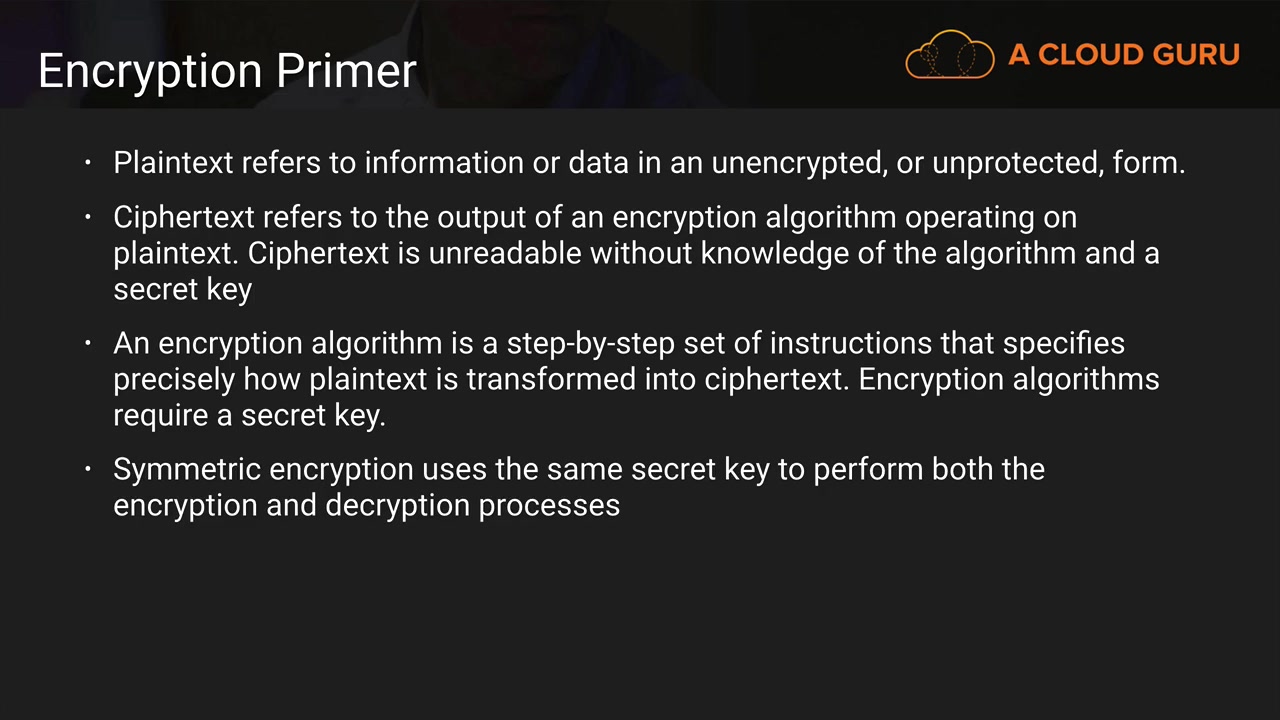 Encryption Primer
A CLOUD GURU
· Plaintext refers to information or data in an unencrypted, or unprotected, form.
· Ciphertext refers to the output of an encryption algorithm operating on
plaintext. Ciphertext is unreadable without knowledge of the algorithm and a
secret key
· An encryption algorithm is a step-by-step set of instructions that specifies
precisely how plaintext is transformed into ciphertext. Encryption algorithms
require a secret key.
· Symmetric encryption uses the same secret key to perform both the
encryption and decryption processes